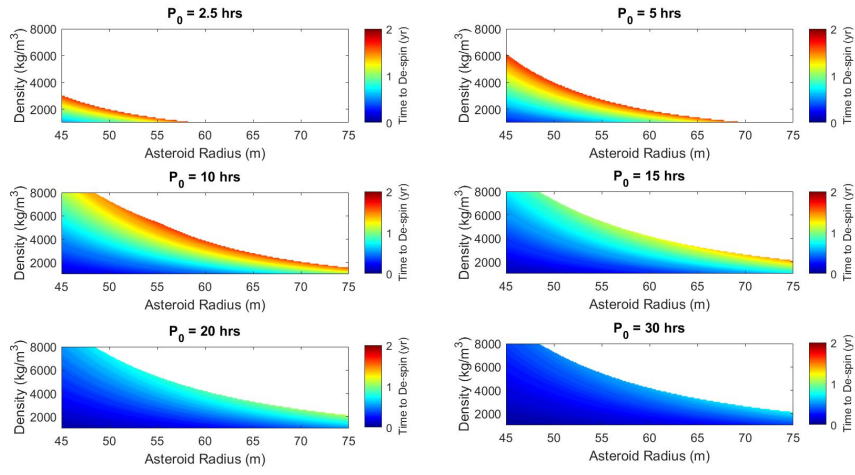 P0 = 2.5 hrs
8000
6000
4000
2000
45 50 55 60 65 70 75
Density (kg/m3)
Asteroid Radius (m)
2
1
0
Time to De-spin (yr)
P0 = 5 hrs
8000
6000
4000
2000
45 50 55 60 65 70 75
Density (kg/m3)
Asteroid Radius (m)
2
1
0
Time to De-spin (yr)
P0 = 10 hrs
8000
6000
4000
2000
45 50 55 60 65 70 75
Density (kg/m3)
Asteroid Radius (m)
2
1
0
Time to De-spin (yr)
P0 = 15 hrs
8000
6000
4000
2000
45 50 55 60 65 70 75
Density (kg/m3)
Asteroid Radius (m)
2
1
0
Time to De-spin (yr)
P0 = 20 hrs
8000
6000
4000
2000
45 50 55 60 65 70 75
Density (kg/m3)
Asteroid Radius (m)
2
1
0
Time to De-spin (yr)
P0 = 30 hrs
8000
6000
4000
2000
45 50 55 60 65 70 75
Density (kg/m3)
Asteroid Radius (m)
2
1
0
Time to De-spin (yr)